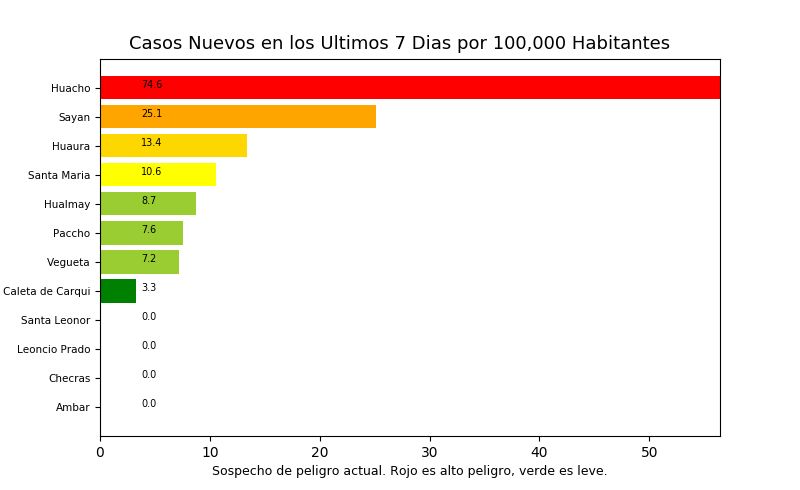 Casos Nuevos en los Ultimos 7 Dias por 100,000 Habitantes
Huacho 74.6
Sayan 25.1
Huaura 13.4
Santa Maria 10.6
Hualmay 8.7
Paccho 7.6
Vegueta 7.2
Caleta de Carqui 3.3
Santa Leonor 0.0
Leoncio Prado 0.0
Checras 0.0
Ambar 0.0
0 10 20 30 40 50
Sospecho de peligro actual. Rojo es alto peligro, verde es leve.